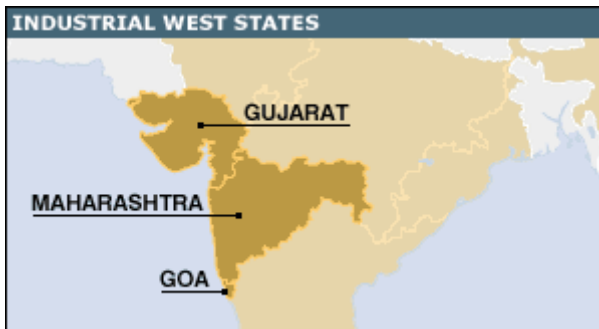 INDUSTRIAL WEST STATES
GUJARAT
MAHARASHTRA
GOA